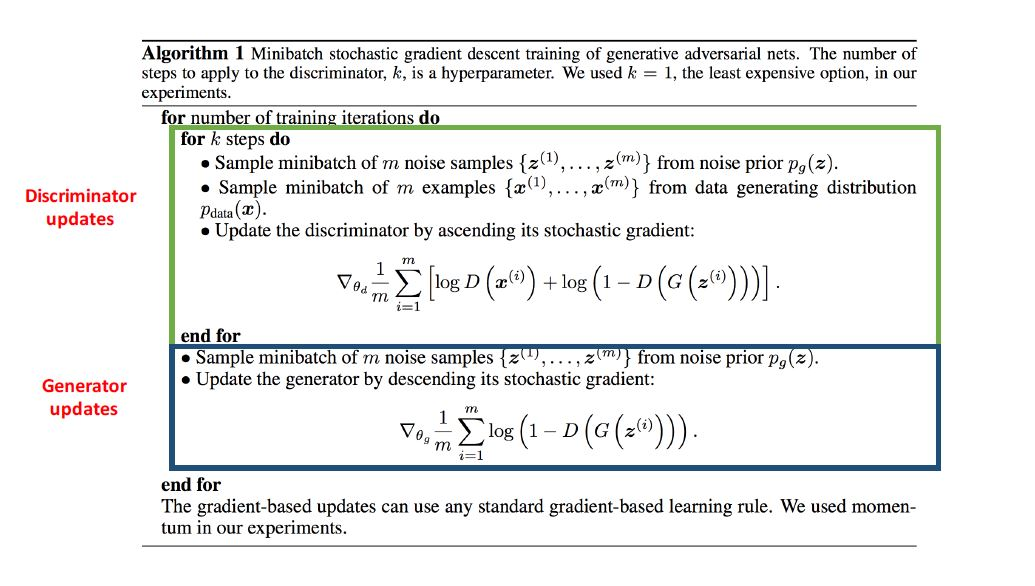 Algorithm 1 Minibatch stochastic gradient descent training of generative adversarial nets. The number of
steps to apply to the discriminator, k, is a hyperparameter. We used k = 1, the least expensive option, in our
experiments.
for number of training iterations do
for k steps do
• Sample minibatch of m noise samples {z^(1), . . . , z^(m)} from noise prior p_g(z).
• Sample minibatch of m examples {x^(1), . . . , x^(m)} from data generating distribution
p_data(x).
Discriminator
updates
• Update the discriminator by ascending its stochastic gradient:
∇_θ_d 1/m ∑_{i=1}^{m} [log D (x^(i)) + log (1 − D (G (z^(i))))] .
end for
• Sample minibatch of m noise samples {z^(1), . . . , z^(m)} from noise prior p_g(z).
• Update the generator by descending its stochastic gradient:
Generator
updates
∇_θ_g 1/m ∑_{i=1}^{m} log (1 − D (G (z^(i)))) .
end for
The gradient-based updates can use any standard gradient-based learning rule. We used momen-
tum in our experiments.